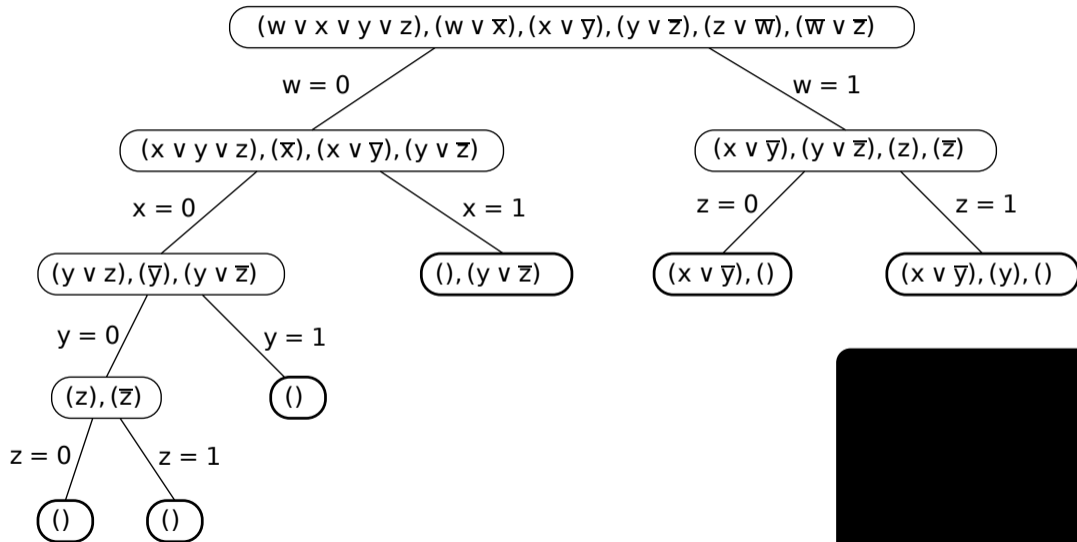 (w ∨ x ∨ y ∨ z), (w ∨ x̅), (x ∨ y̅), (y ∨ z̅), (z ∨ w̅), (w̅ ∨ z̅)
w = 0
w = 1
(x ∨ y ∨ z), (x̅), (x ∨ y̅), (y ∨ z̅)
(x ∨ y̅), (y ∨ z̅), (z), (z̅)
x = 0
x = 1
z = 0
z = 1
(y ∨ z), (y̅), (y ∨ z̅)
(), (y ∨ z̅)
(x ∨ y̅), ()
(x ∨ y̅), (y), ()
y = 0
y = 1
(z), (z̅)
()
z = 0
z = 1
()
()